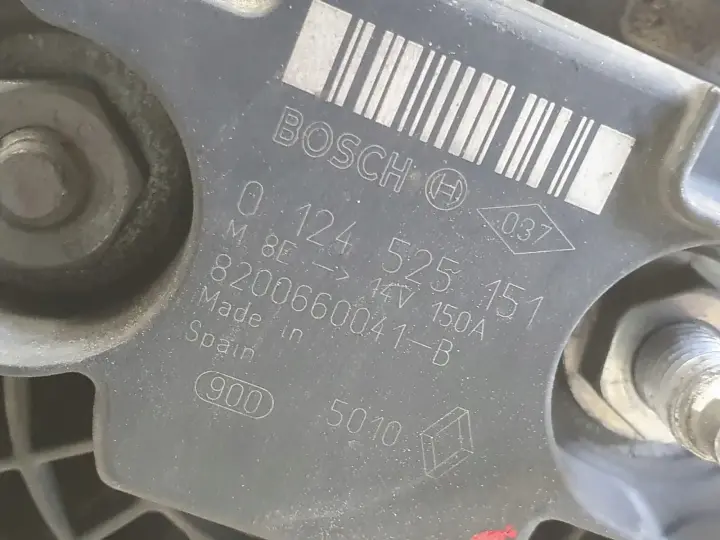 BOSCH
037
0 124 525 151
M 8E -> 14V 150A
8200660041-B
Made in
Spain
900 5010